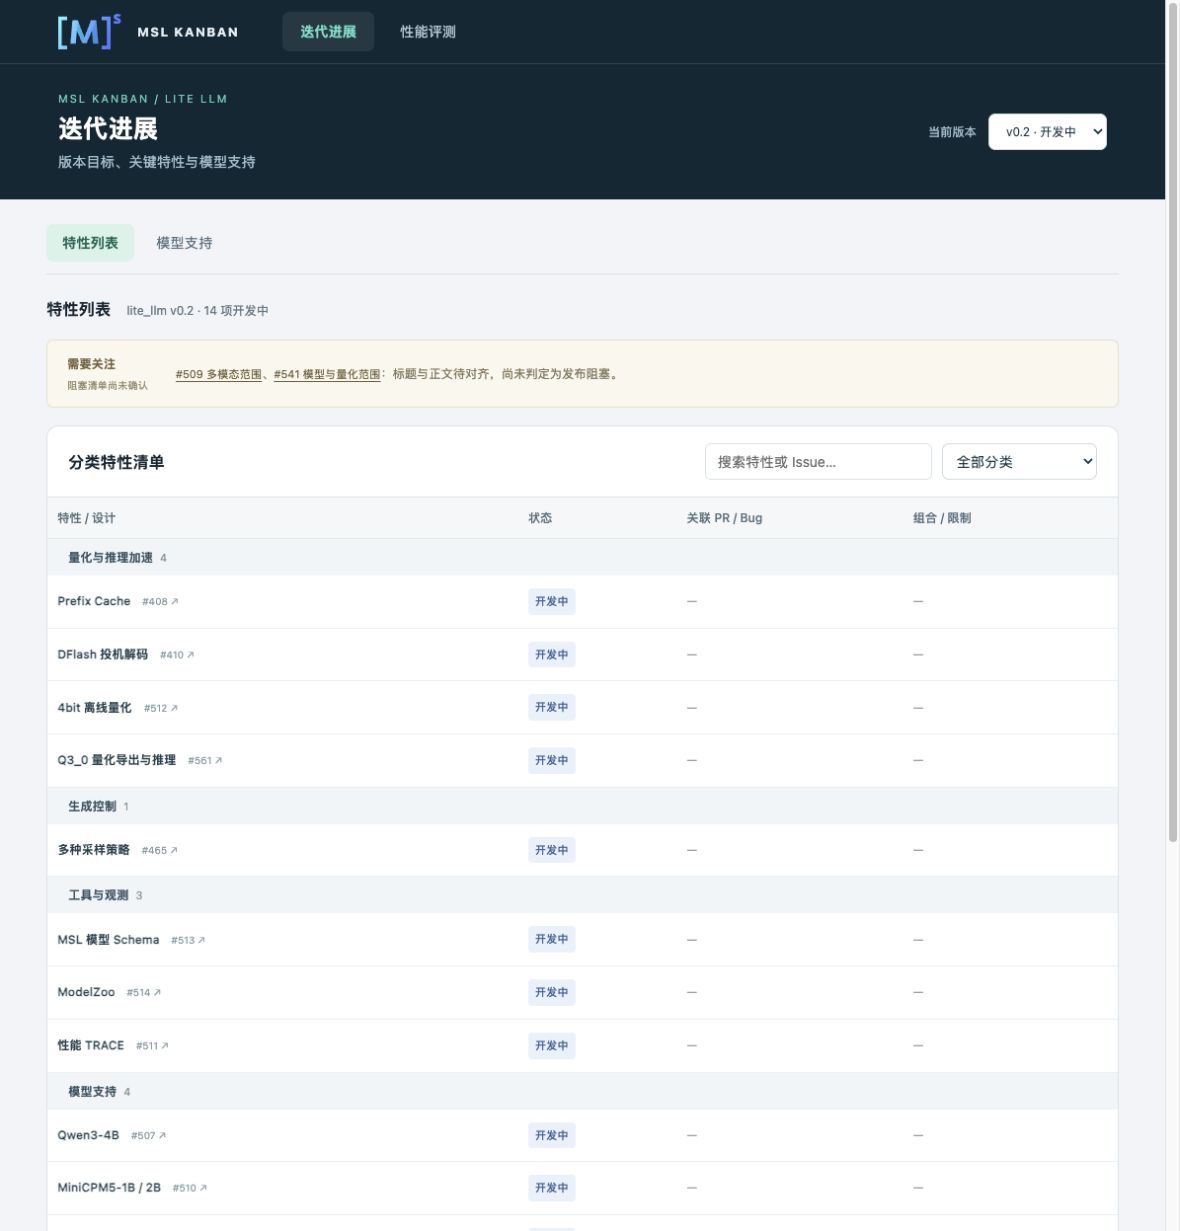 [M]S MSL KANBAN 迭代进展 性能评测
MSL KANBAN / LITE LLM
迭代进展
版本目标、关键特性与模型支持
当前版本 v0.2 · 开发中
特性列表 模型支持
特性列表 lite_llm v0.2 · 14 项开发中
需要关注
阻塞清单尚未确认
#509 多模态范围、#541 模型与量化范围：标题与正文待对齐，尚未判定为发布阻塞。
分类特性清单 搜索特性或 Issue... 全部分类
特性 / 设计 状态 关联 PR / Bug 组合 / 限制
量化与推理加速 4
Prefix Cache #408 ↗ 开发中 — —
DFlash 投机解码 #410 ↗ 开发中 — —
4bit 离线量化 #512 ↗ 开发中 — —
Q3_0 量化导出与推理 #561 ↗ 开发中 — —
生成控制 1
多种采样策略 #465 ↗ 开发中 — —
工具与观测 3
MSL 模型 Schema #513 ↗ 开发中 — —
ModelZoo #514 ↗ 开发中 — —
性能 TRACE #511 ↗ 开发中 — —
模型支持 4
Qwen3-4B #507 ↗ 开发中 — —
MiniCPM5-1B / 2B #510 ↗ 开发中 — —